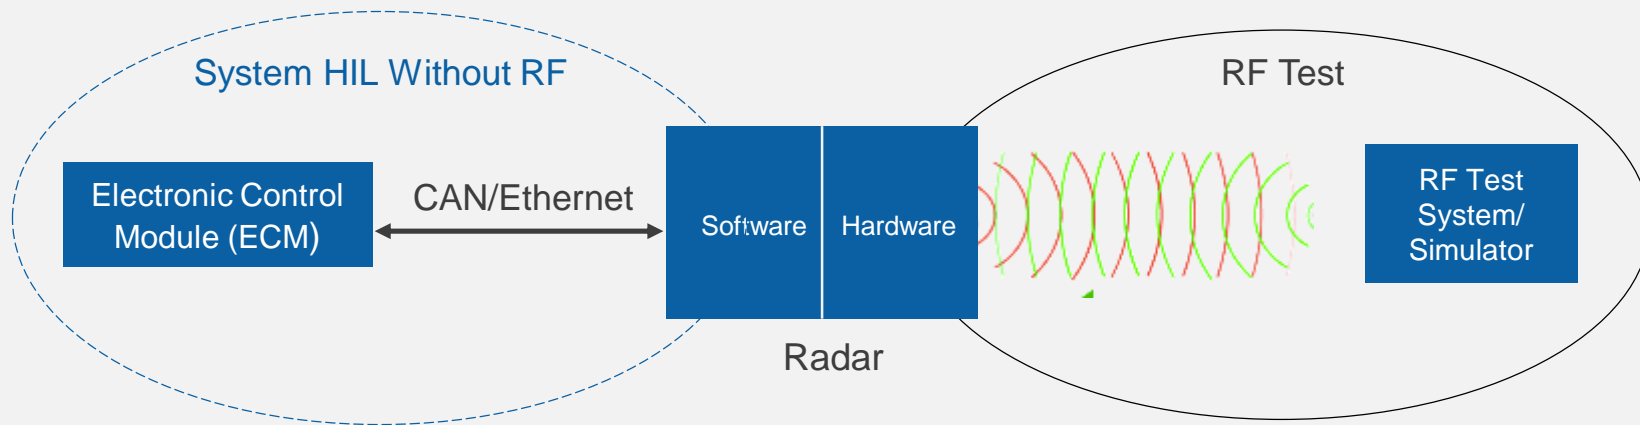 System HIL Without RF
RF Test
Electronic Control
Module (ECM)
CAN/Ethernet
Software
Hardware
RF Test
System/
Simulator
Radar